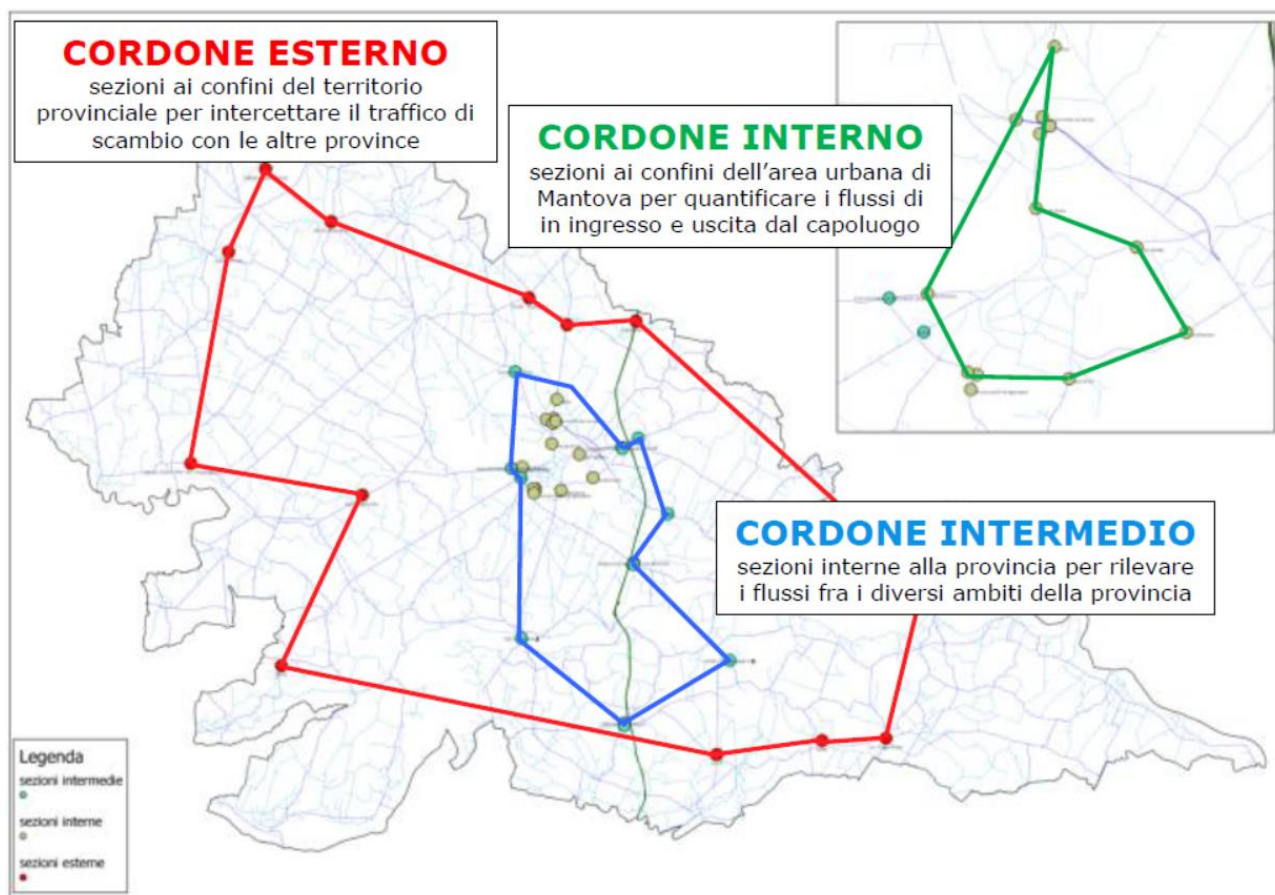 CORDONE ESTERNO
sezioni ai confini del territorio
provinciale per intercettare il traffico di
scambio con le altre province
CORDONE INTERNO
sezioni ai confini dell'area urbana di
Mantova per quantificare i flussi di
in ingresso e uscita dal capoluogo
CORDONE INTERMEDIO
sezioni interne alla provincia per rilevare
i flussi fra i diversi ambiti della provincia
Legenda
sezioni intermedie
sezioni interne
sezioni esterne